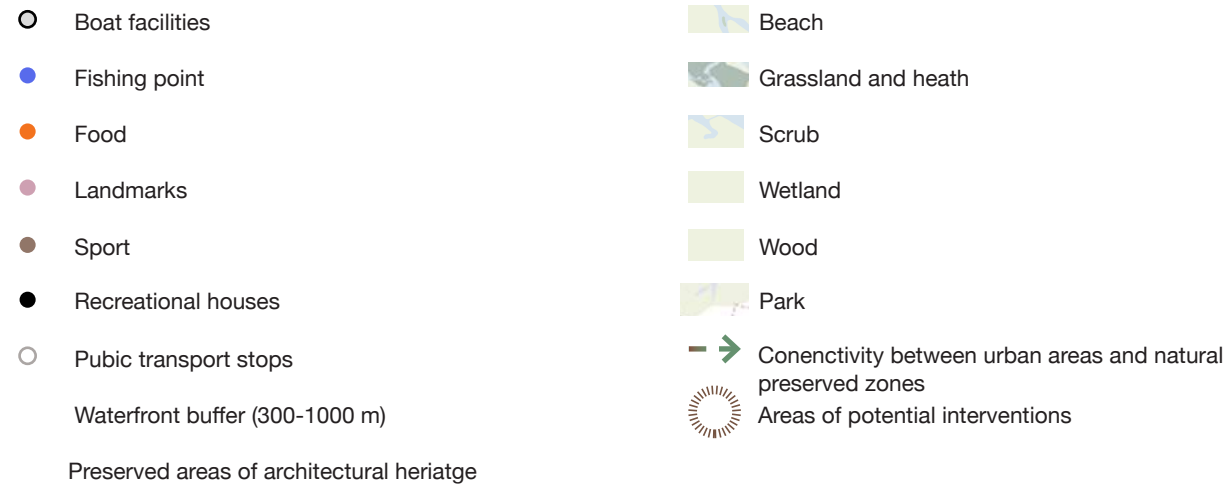 Boat facilities
Fishing point
Food
Landmarks
Sport
Recreational houses
Pubic transport stops
Waterfront buffer (300-1000 m)
Preserved areas of architectural heriatge
Beach
Grassland and heath
Scrub
Wetland
Wood
Park
Conenctivity between urban areas and natural
preserved zones
Areas of potential interventions